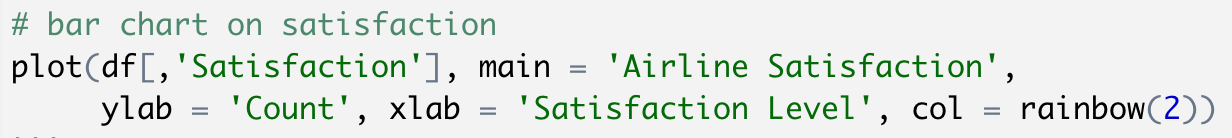 # bar chart on satisfaction
plot(df[,'Satisfaction'], main = 'Airline Satisfaction',
     ylab = 'Count', xlab = 'Satisfaction Level', col = rainbow(2))